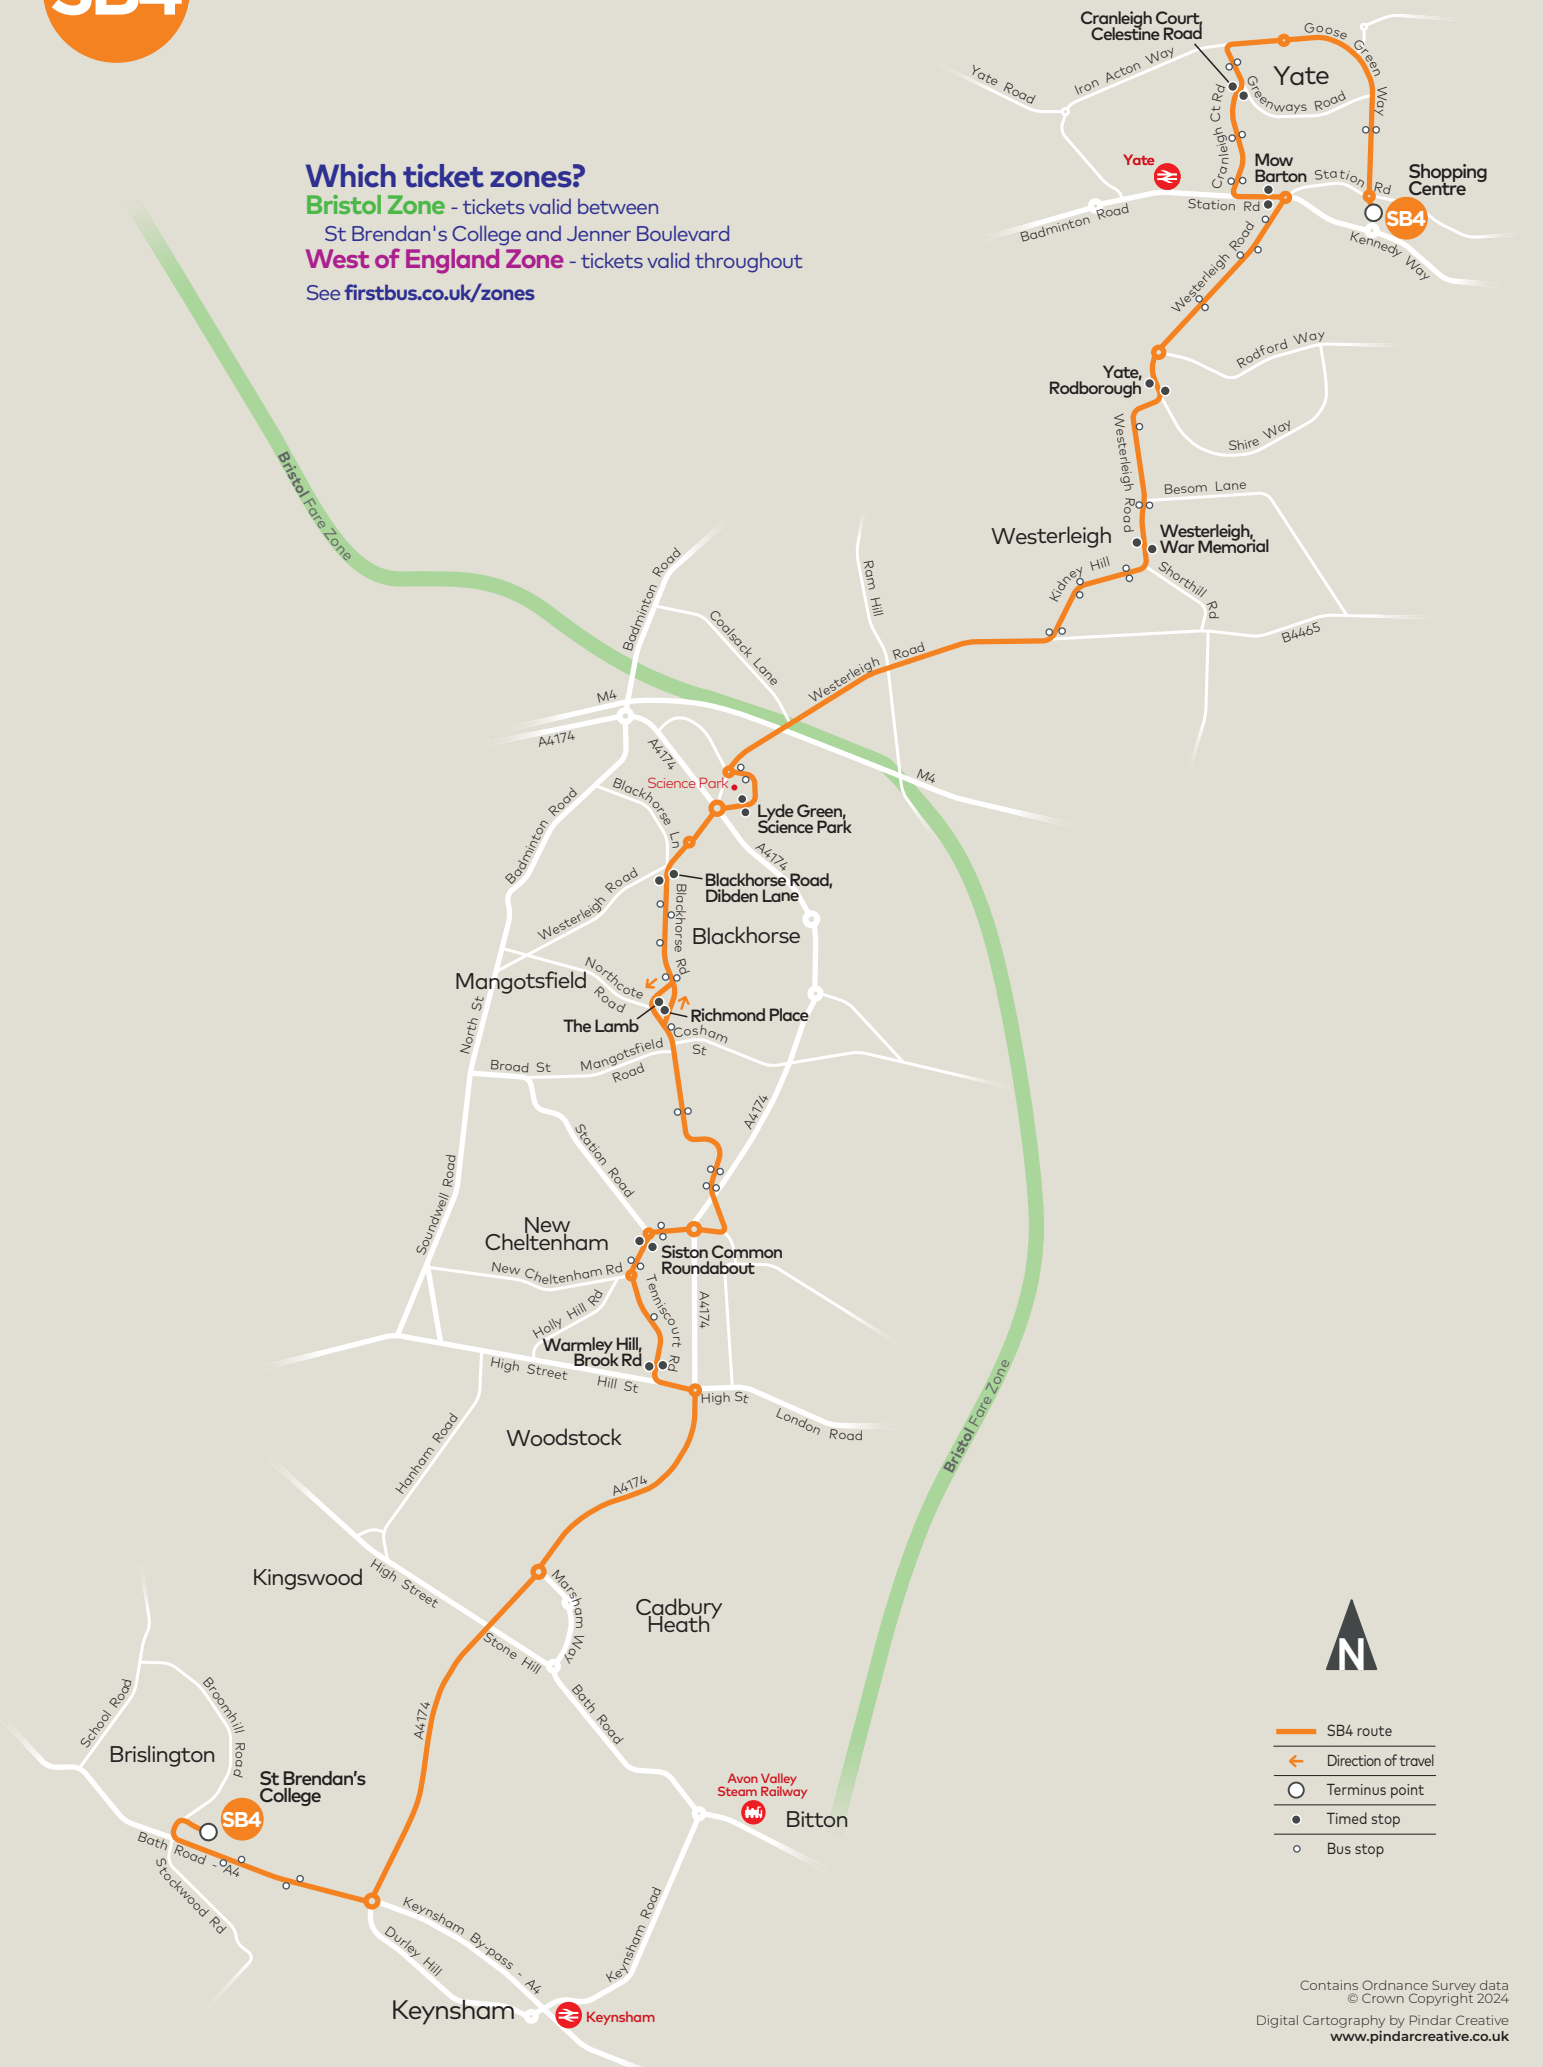 SB4
Cranleigh Court,
Celestine Road
Goose Green Way
Yate
Iron Acton Way
Yate Road
Greenways Road
Cranleigh Ct Rd
Which ticket zones?
Bristol Zone - tickets valid between
St Brendan's College and Jenner Boulevard
West of England Zone - tickets valid throughout
See firstbus.co.uk/zones
Yate
Mow
Barton
Station Rd
Shopping
Centre
SB4
Station Rd
Badminton Road
Kennedy Way
Westerleigh Road
Rodford Way
Yate,
Rodborough
Shire Way
Westerleigh Road
Besom Lane
Bristol Fare Zone
Westerleigh
Westerleigh,
War Memorial
Kidney Hill
Shorthill Rd
B4465
Ram Hill
Badminton Road
Coalsack Lane
Westerleigh Road
M4
A4174
A4174
M4
Science Park
Blackhorse Ln
Lyde Green,
Science Park
Badminton Road
A4174
Blackhorse Road,
Dibden Lane
Westerleigh Road
Blackhorse Rd
Blackhorse
Mangotsfield
Northcote
Road
Richmond Place
The Lamb
North St
Cosham
St
Broad St
Mangotsfield
Road
A4174
Station Road
Soundwell Road
New
Cheltenham
Siston Common
Roundabout
New Cheltenham Rd
Holly Hill Rd
Tenniscourt Rd
A4174
Warmley Hill,
Brook Rd
High Street
Hill St
High St
London Road
Bristol Fare Zone
Woodstock
Hanham Road
A4174
Kingswood
High Street
Marsham Way
Cadbury
Heath
Stone Hill
N
School Road
Broomhill Road
A4174
Bath Road
Brislington
St Brendan's
College
SB4
Avon Valley
Steam Railway
Bitton
Bath Road - A4
Stockwood Rd
Keynsham By-pass - A4
Durley Hill
Keynsham Road
Keynsham
Keynsham
SB4 route
Direction of travel
Terminus point
Timed stop
Bus stop
Contains Ordnance Survey data
© Crown Copyright 2024
Digital Cartography by Pindar Creative
www.pindarcreative.co.uk